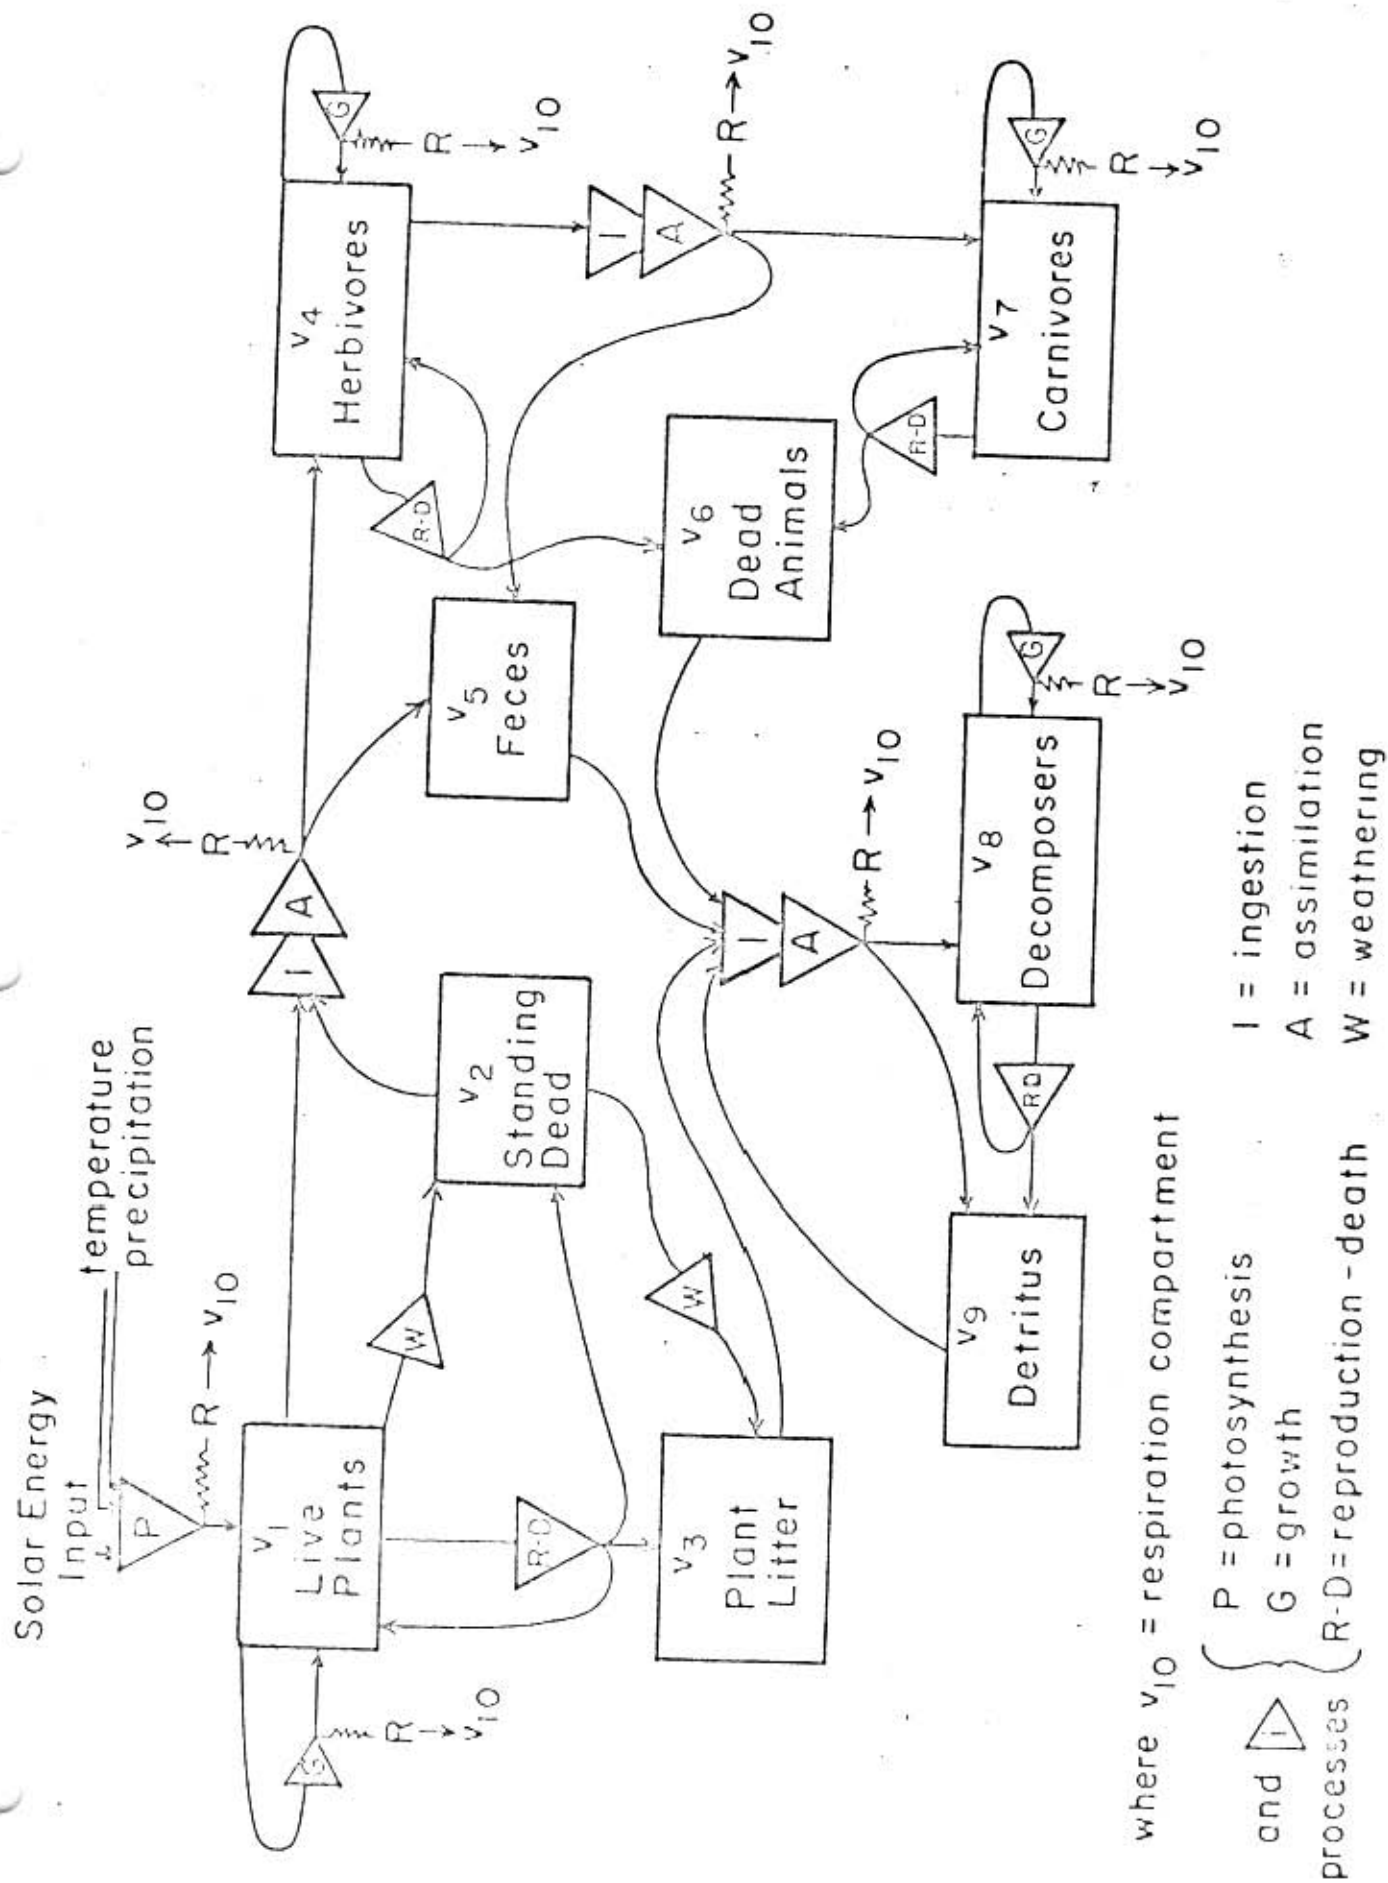 Solar Energy
Input
temperature
precipitation
P
R → v10
v1
Live
Plants
G
R → v10
W
R-D
v2
Standing
Dead
W
v3
Plant
Litter
I
A
R → v10
v4
Herbivores
G
R → v10
R-D
v5
Feces
v6
Dead
Animals
I
A
R → v10
v7
Carnivores
G
R → v10
R-D
I
A
R → v10
v8
Decomposers
G
R → v10
RD
v9
Detritus
where v10 = respiration compartment
and
processes
P = photosynthesis
G = growth
R-D = reproduction-death
I = ingestion
A = assimilation
W = weathering